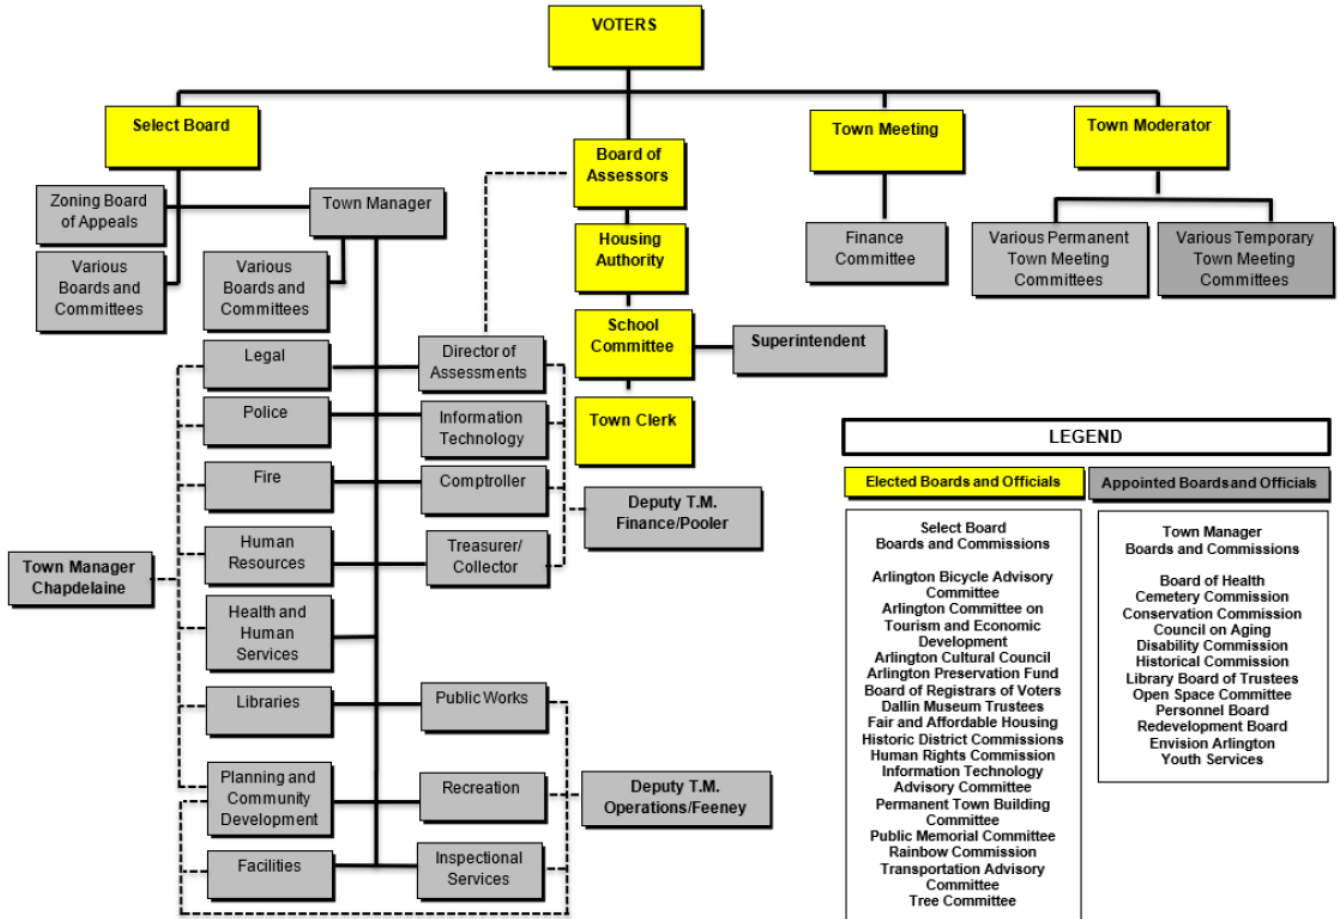 VOTERS
Select Board
Town Meeting
Town Moderator
Board of
Assessors
Zoning Board
of Appeals
Town Manager
Housing
Authority
Finance
Committee
Various Permanent
Town Meeting
Committees
Various Temporary
Town Meeting
Committees
Various
Boards and
Committees
Various
Boards and
Committees
School
Committee
Superintendent
Legal
Director of
Assessments
Police
Information
Technology
Town Clerk
Fire
Comptroller
Deputy T.M.
Finance/Pooler
Human
Resources
Treasurer/
Collector
Town Manager
Chapdelaine
Health and
Human
Services
Libraries
Public Works
Planning and
Community
Development
Recreation
Deputy T.M.
Operations/Feeney
Facilities
Inspectional
Services
LEGEND
Elected Boards and Officials
Select Board
Boards and Commissions
Arlington Bicycle Advisory
Committee
Arlington Committee on
Tourism and Economic
Development
Arlington Cultural Council
Arlington Preservation Fund
Board of Registrars of Voters
Dallin Museum Trustees
Fair and Affordable Housing
Historic District Commissions
Human Rights Commission
Information Technology
Advisory Committee
Permanent Town Building
Committee
Public Memorial Committee
Rainbow Commission
Transportation Advisory
Committee
Tree Committee
Appointed Boards and Officials
Town Manager
Boards and Commissions
Board of Health
Cemetery Commission
Conservation Commission
Council on Aging
Disability Commission
Historical Commission
Library Board of Trustees
Open Space Committee
Personnel Board
Redevelopment Board
Envision Arlington
Youth Services